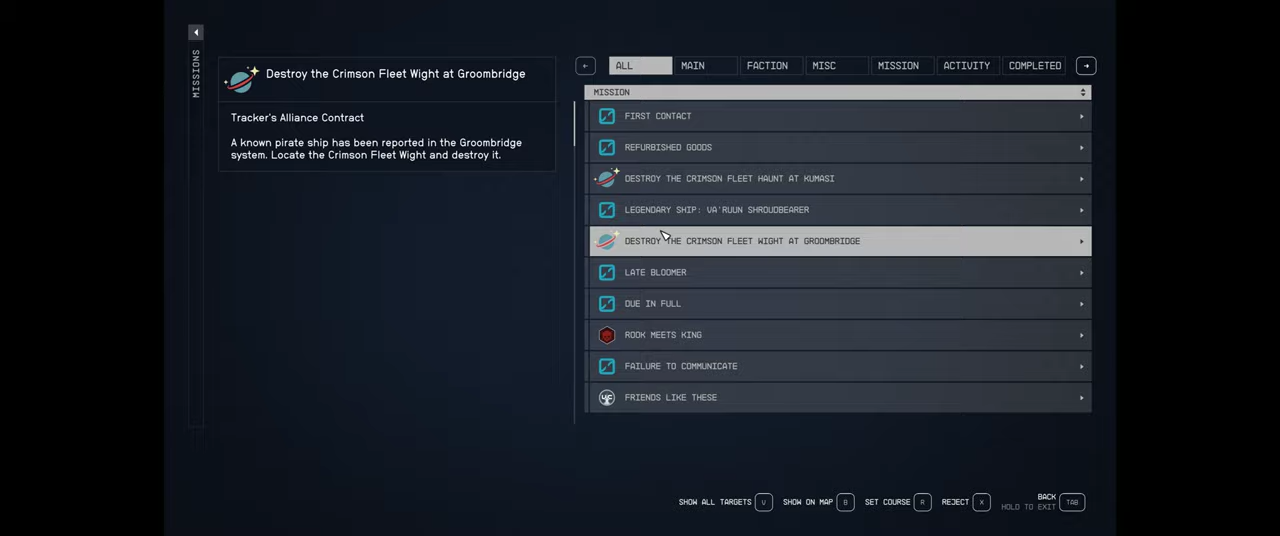 MISSIONS
Destroy the Crimson Fleet Wight at Groombridge
Tracker's Alliance Contract
A known pirate ship has been reported in the Groombridge
system. Locate the Crimson Fleet Wight and destroy it.
ALL MAIN FACTION MISC MISSION ACTIVITY COMPLETED
MISSION
FIRST CONTACT
REFURBISHED GOODS
DESTROY THE CRIMSON FLEET HAUNT AT KUMASI
LEGENDARY SHIP: VA'RUUN SHROUDBEARER
DESTROY THE CRIMSON FLEET WIGHT AT GROOMBRIDGE
LATE BLOOMER
DUE IN FULL
ROOK MEETS KING
FAILURE TO COMMUNICATE
UC FRIENDS LIKE THESE
SHOW ALL TARGETS V SHOW ON MAP B SET COURSE R REJECT X BACK TAB
HOLD TO EXIT